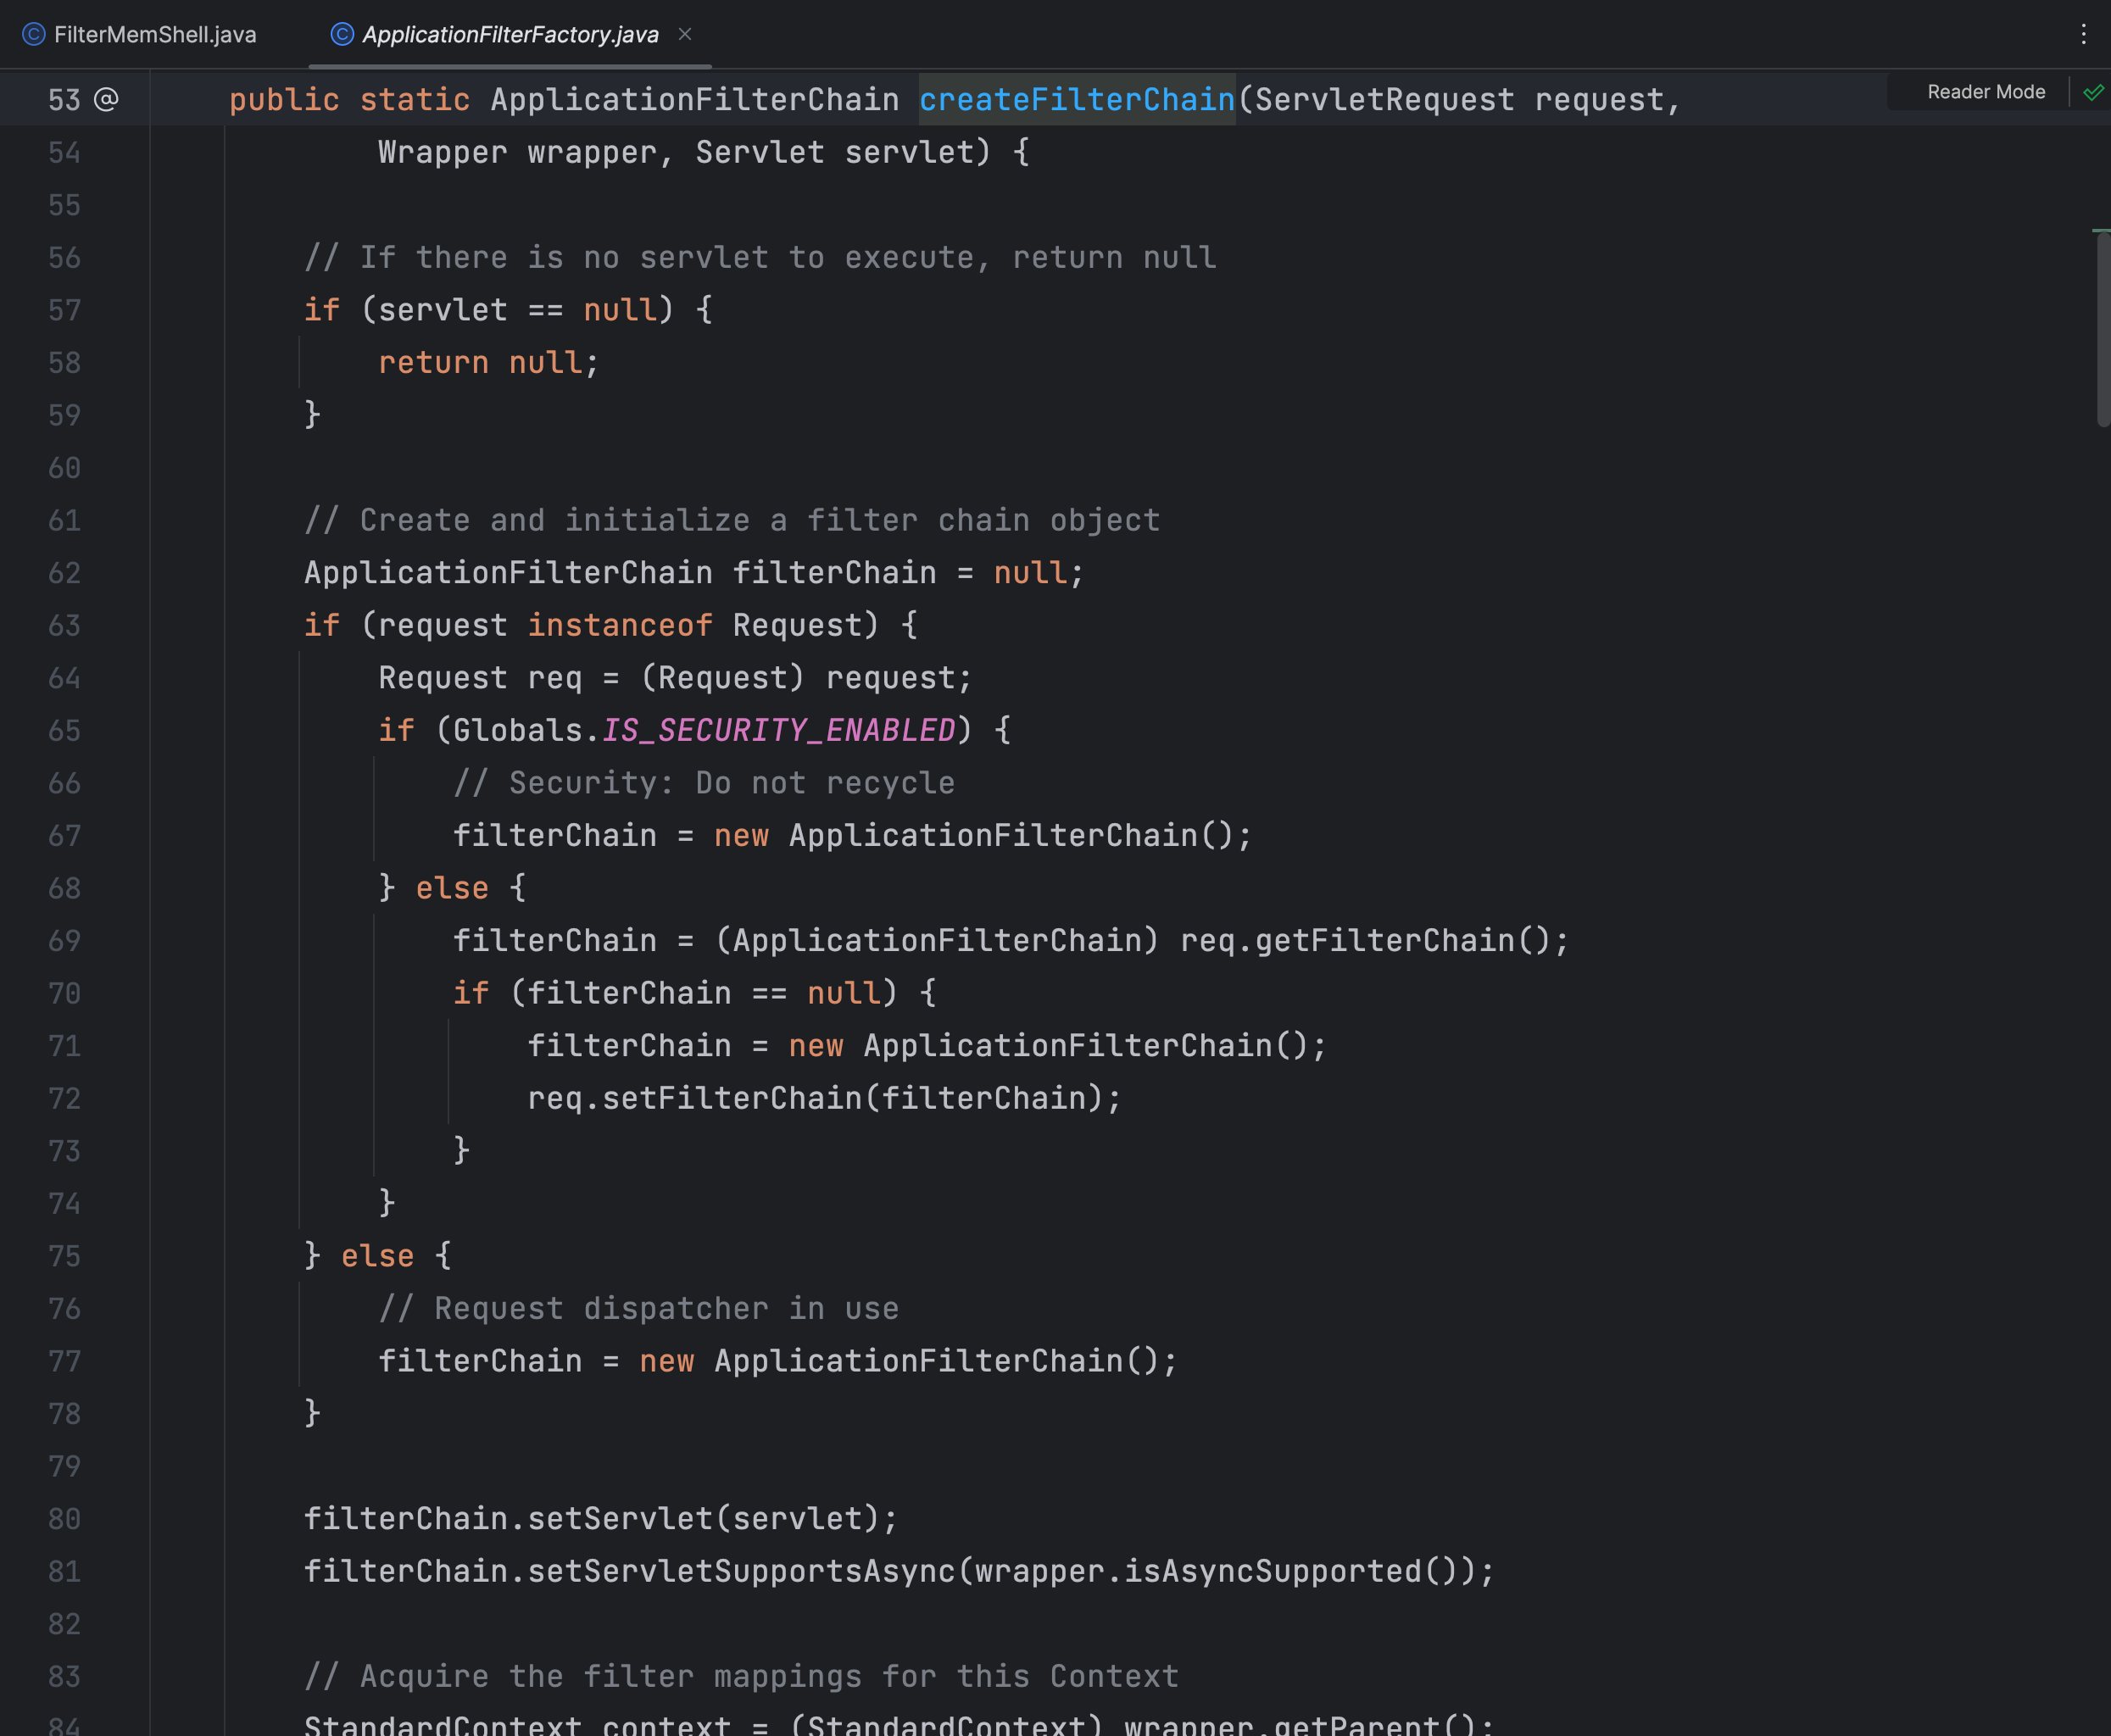 FilterMemShell.java ApplicationFilterFactory.java
53 @ public static ApplicationFilterChain createFilterChain(ServletRequest request, Reader Mode
54 Wrapper wrapper, Servlet servlet) {
55
56 // If there is no servlet to execute, return null
57 if (servlet == null) {
58 return null;
59 }
60
61 // Create and initialize a filter chain object
62 ApplicationFilterChain filterChain = null;
63 if (request instanceof Request) {
64 Request req = (Request) request;
65 if (Globals.IS_SECURITY_ENABLED) {
66 // Security: Do not recycle
67 filterChain = new ApplicationFilterChain();
68 } else {
69 filterChain = (ApplicationFilterChain) req.getFilterChain();
70 if (filterChain == null) {
71 filterChain = new ApplicationFilterChain();
72 req.setFilterChain(filterChain);
73 }
74 }
75 } else {
76 // Request dispatcher in use
77 filterChain = new ApplicationFilterChain();
78 }
79
80 filterChain.setServlet(servlet);
81 filterChain.setServletSupportsAsync(wrapper.isAsyncSupported());
82
83 // Acquire the filter mappings for this Context
84 StandardContext context = (StandardContext) wrapper.getParent();